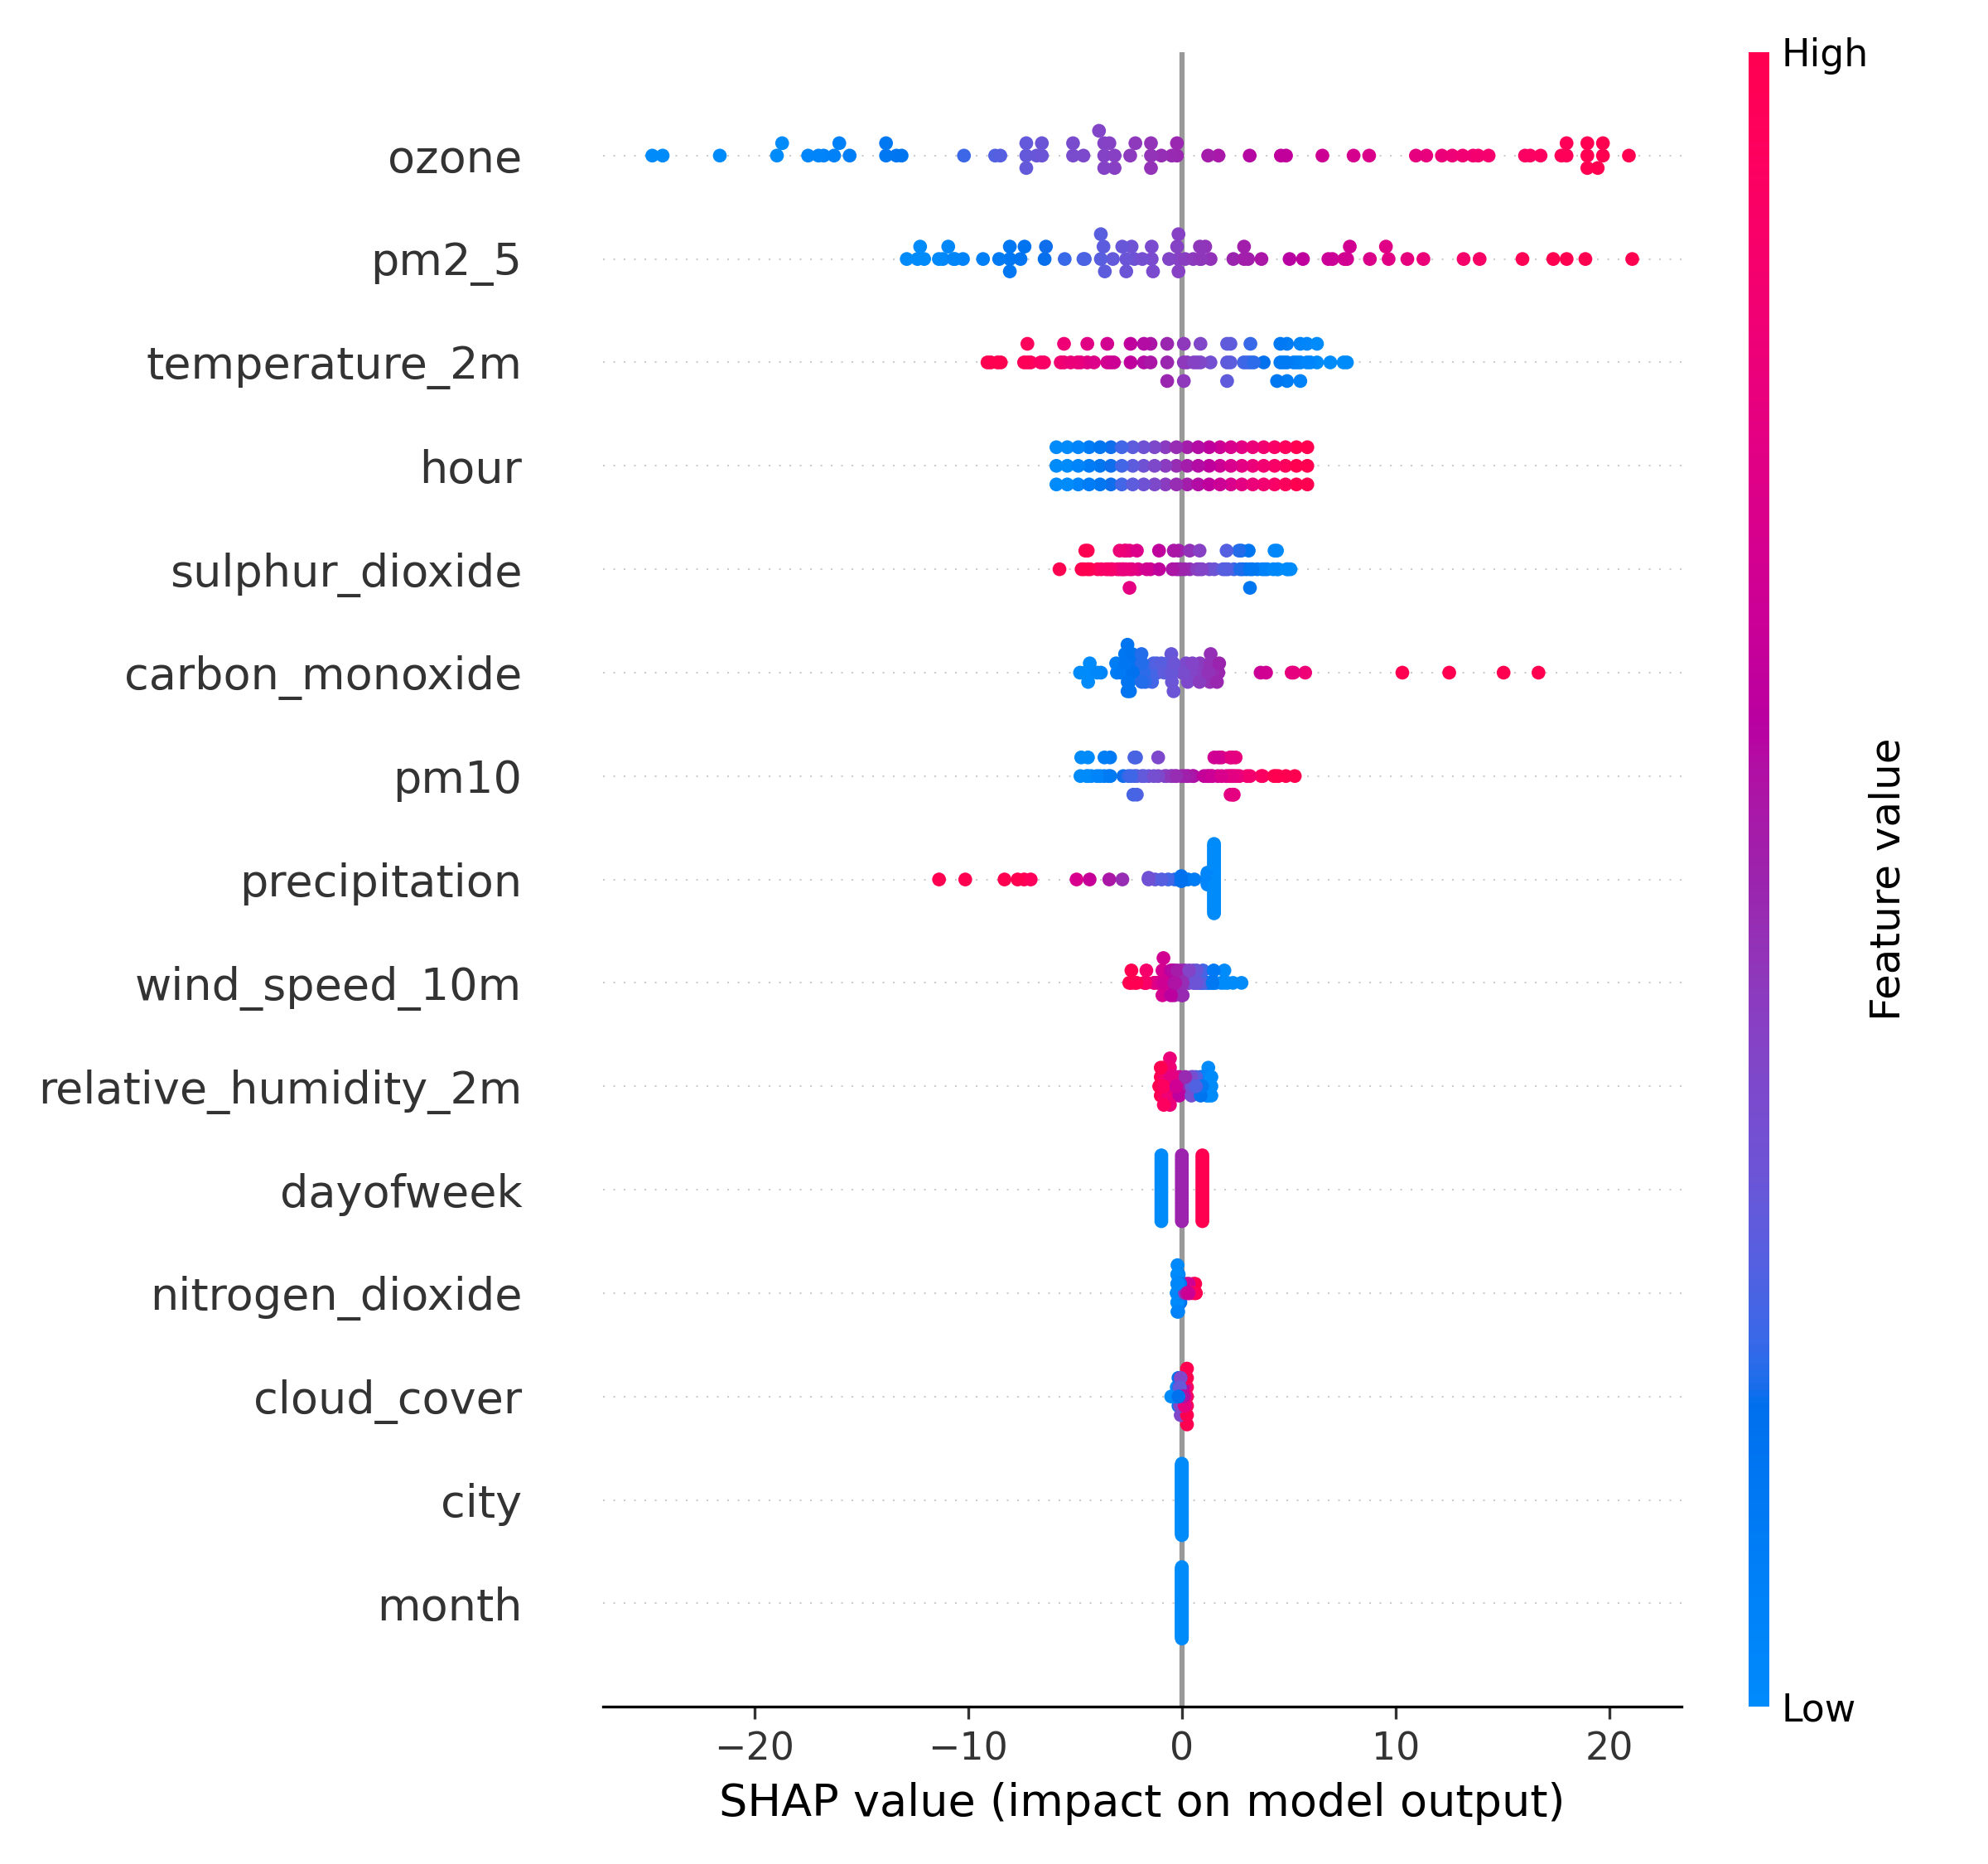 High
ozone
pm2_5
temperature_2m
hour
sulphur_dioxide
carbon_monoxide
pm10
precipitation
wind_speed_10m
relative_humidity_2m
dayofweek
nitrogen_dioxide
cloud_cover
city
month
Feature value
Low
−20 −10 0 10 20
SHAP value (impact on model output)